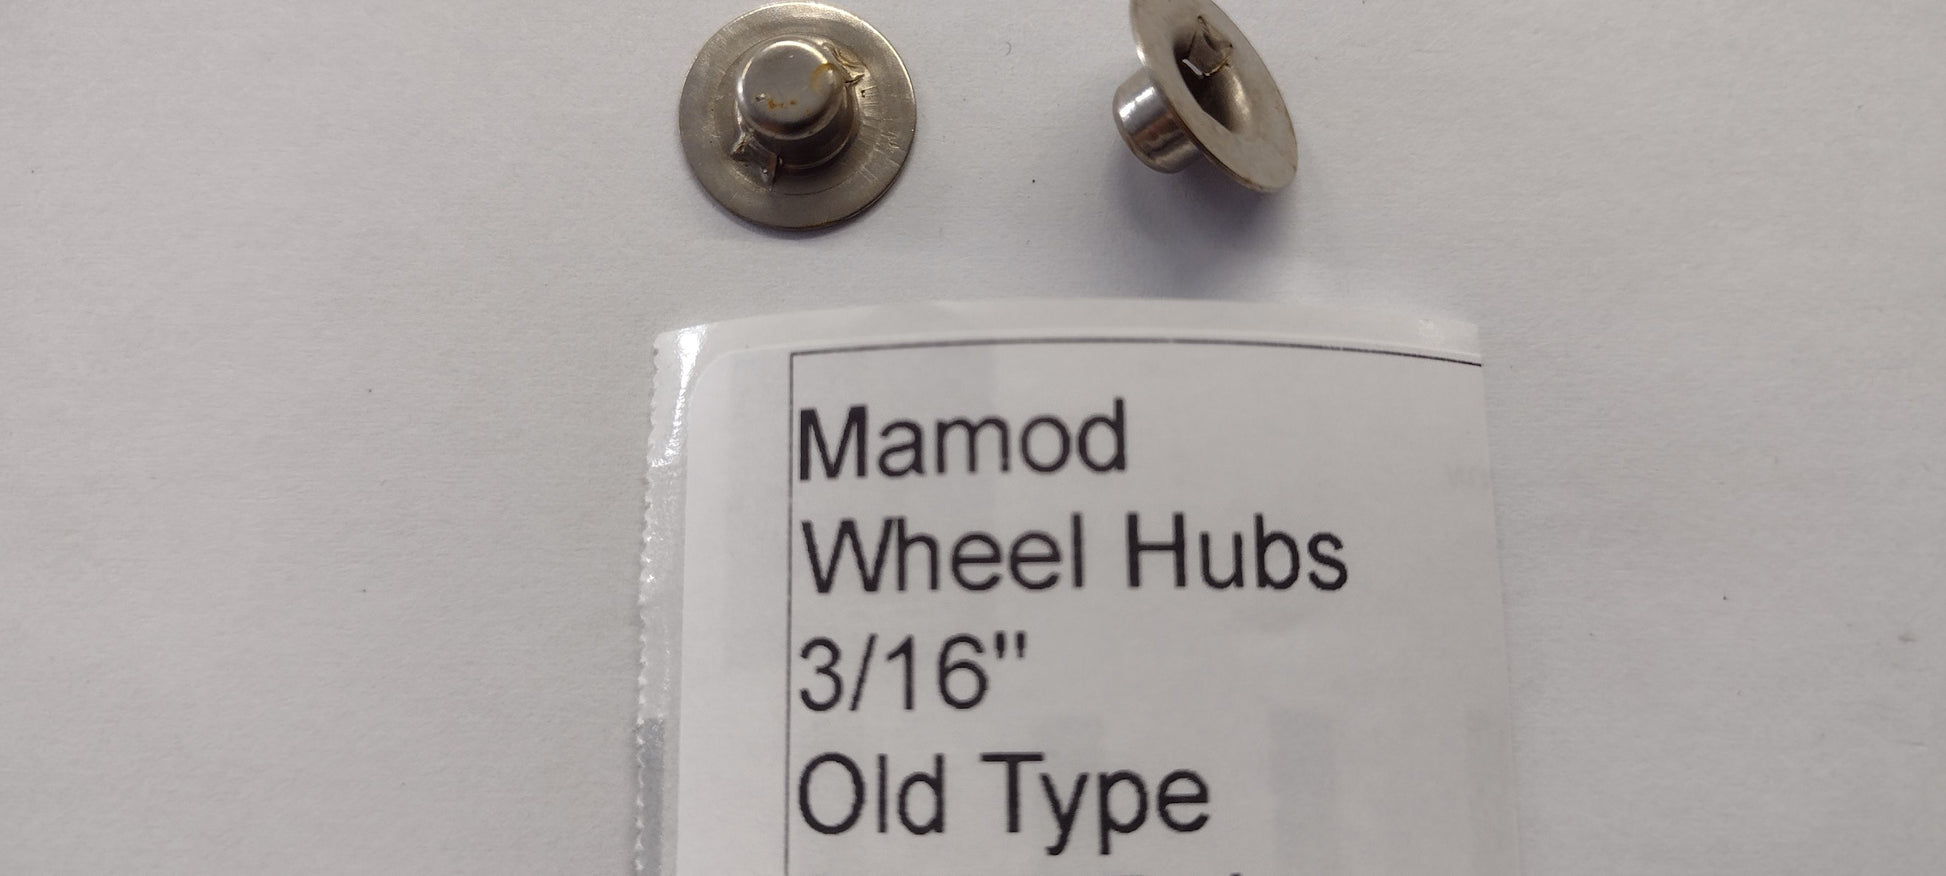 Mamod
Wheel Hubs
3/16"
Old Type